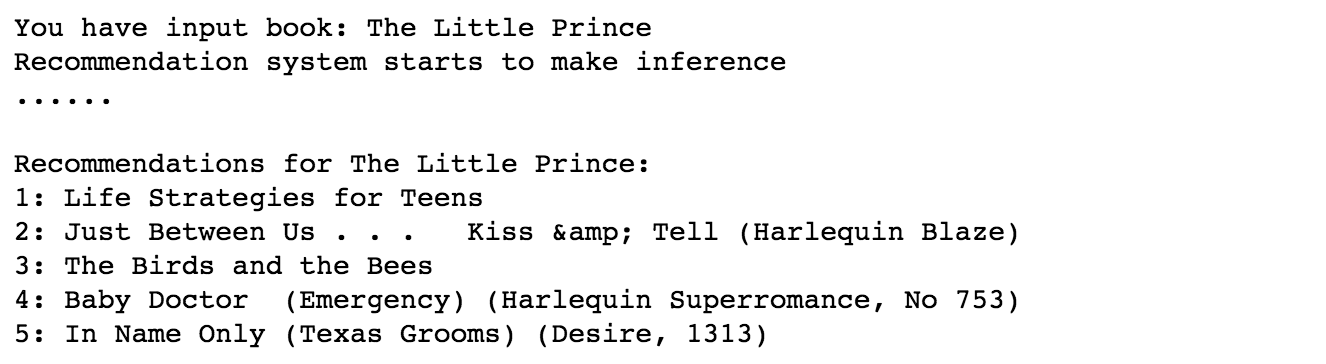 You have input book: The Little Prince
Recommendation system starts to make inference
......
Recommendations for The Little Prince:
1: Life Strategies for Teens
2: Just Between Us . . .   Kiss &amp; Tell (Harlequin Blaze)
3: The Birds and the Bees
4: Baby Doctor  (Emergency) (Harlequin Superromance, No 753)
5: In Name Only (Texas Grooms) (Desire, 1313)